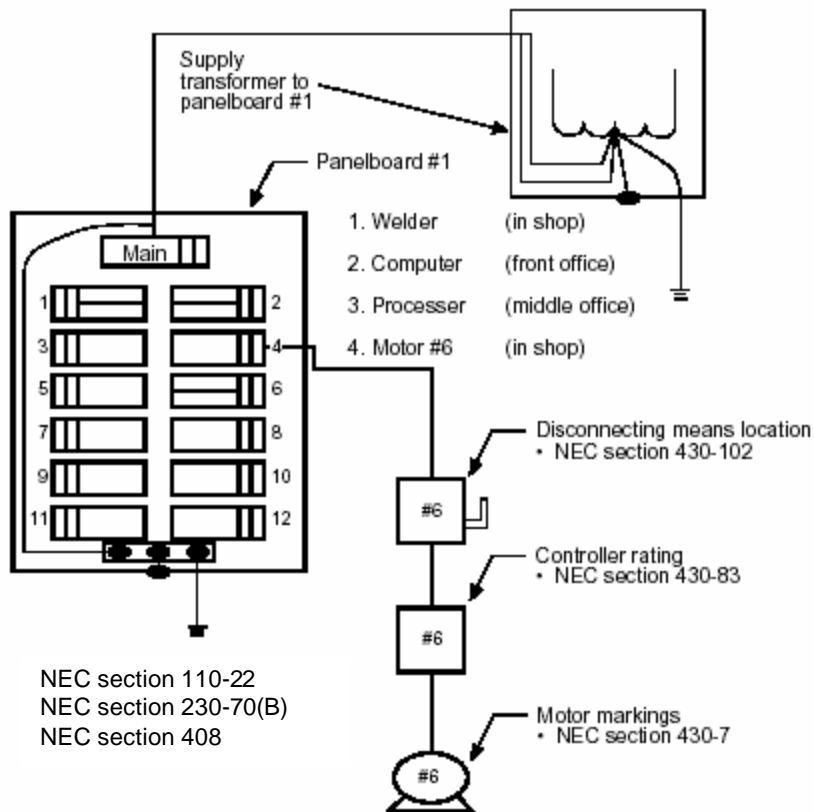 Supply
transformer to
panelboard #1
Panelboard #1
1. Welder (in shop)
2. Computer (front office)
3. Processer (middle office)
4. Motor #6 (in shop)
Main
1
2
3
4
5
6
7
8
9
10
11
12
Disconnecting means location
• NEC section 430-102
#6
Controller rating
• NEC section 430-83
#6
Motor markings
• NEC section 430-7
#6
NEC section 110-22
NEC section 230-70(B)
NEC section 408